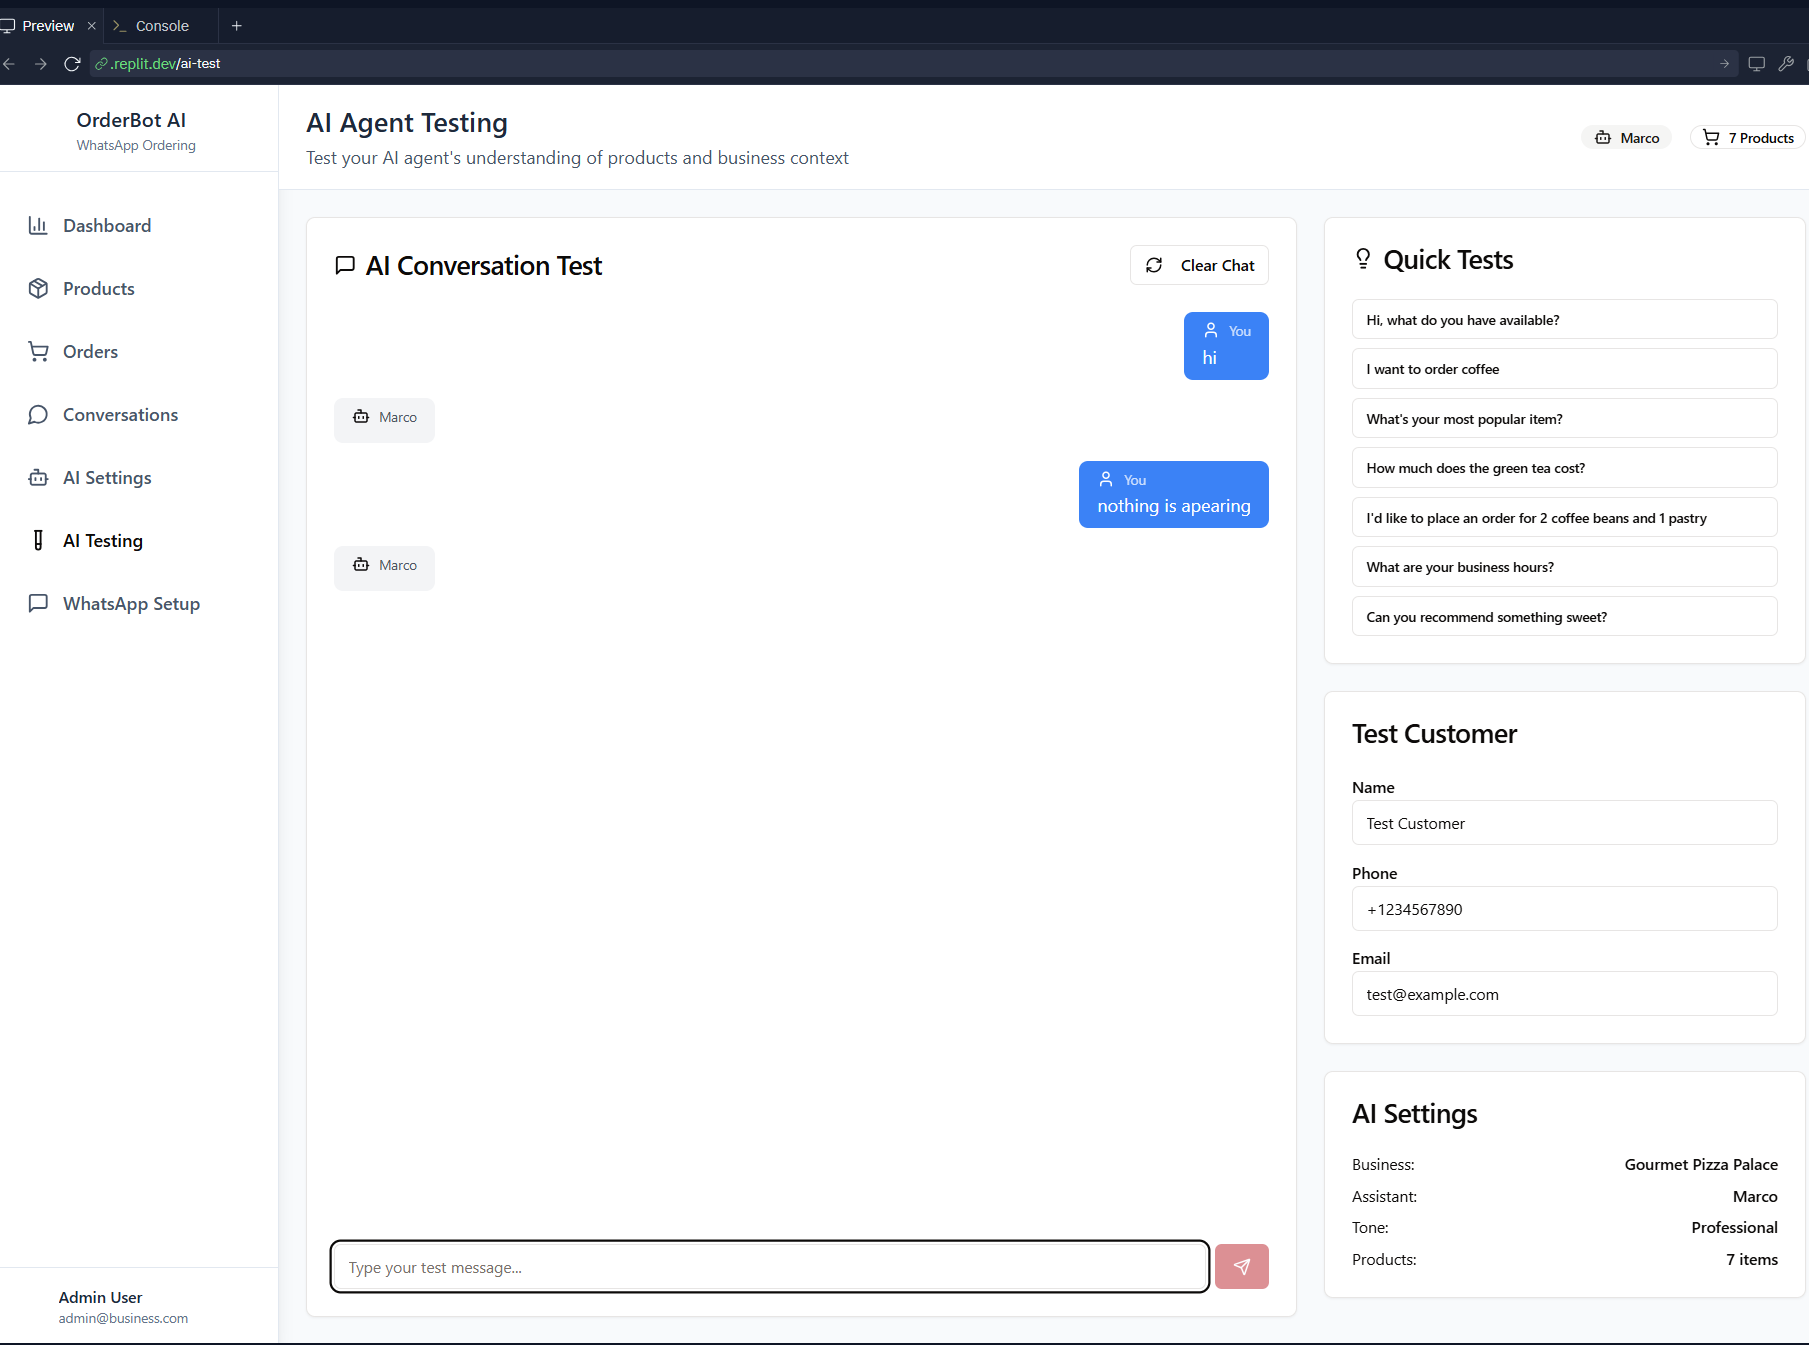 Preview
Console
.replit.dev/ai-test
OrderBot AI
WhatsApp Ordering
Dashboard
Products
Orders
Conversations
AI Settings
AI Testing
WhatsApp Setup
Admin User
admin@business.com
AI Agent Testing
Test your AI agent's understanding of products and business context
Marco
7 Products
AI Conversation Test
Clear Chat
You
hi
Marco
You
nothing is apearing
Marco
Type your test message...
Quick Tests
Hi, what do you have available?
I want to order coffee
What's your most popular item?
How much does the green tea cost?
I'd like to place an order for 2 coffee beans and 1 pastry
What are your business hours?
Can you recommend something sweet?
Test Customer
Name
Test Customer
Phone
+1234567890
Email
test@example.com
AI Settings
Business: Gourmet Pizza Palace
Assistant: Marco
Tone: Professional
Products: 7 items